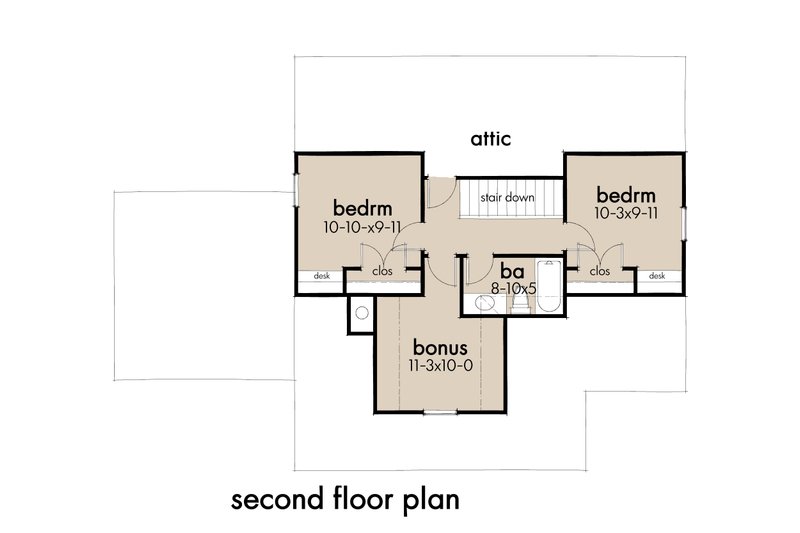 attic
bedrm
10-10-x9-11
stair down
bedrm
10-3x9-11
desk
clos
ba
8-10x5
clos
desk
bonus
11-3x10-0
second floor plan